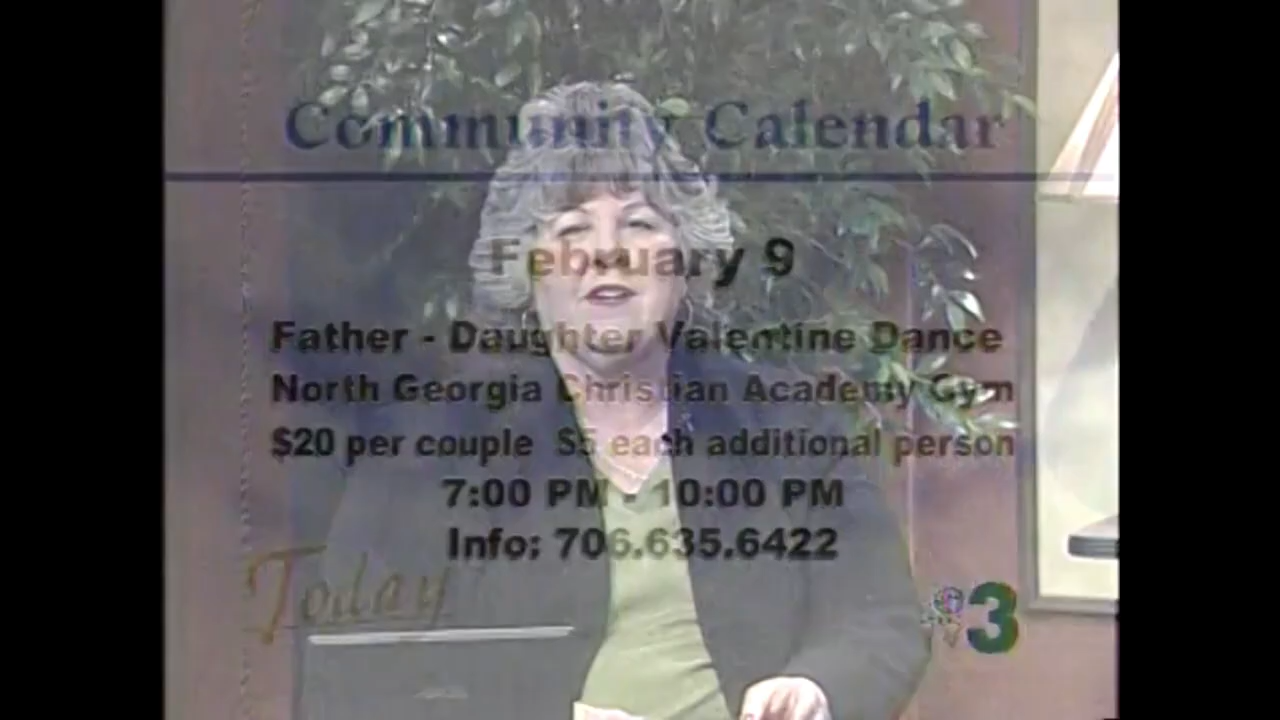 Community Calendar
February 9
Father - Daughter Valentine Dance
North Georgia Christian Academy Gym
$20 per couple $5 each additional person
7:00 PM - 10:00 PM
Info: 706.635.6422
Today
3